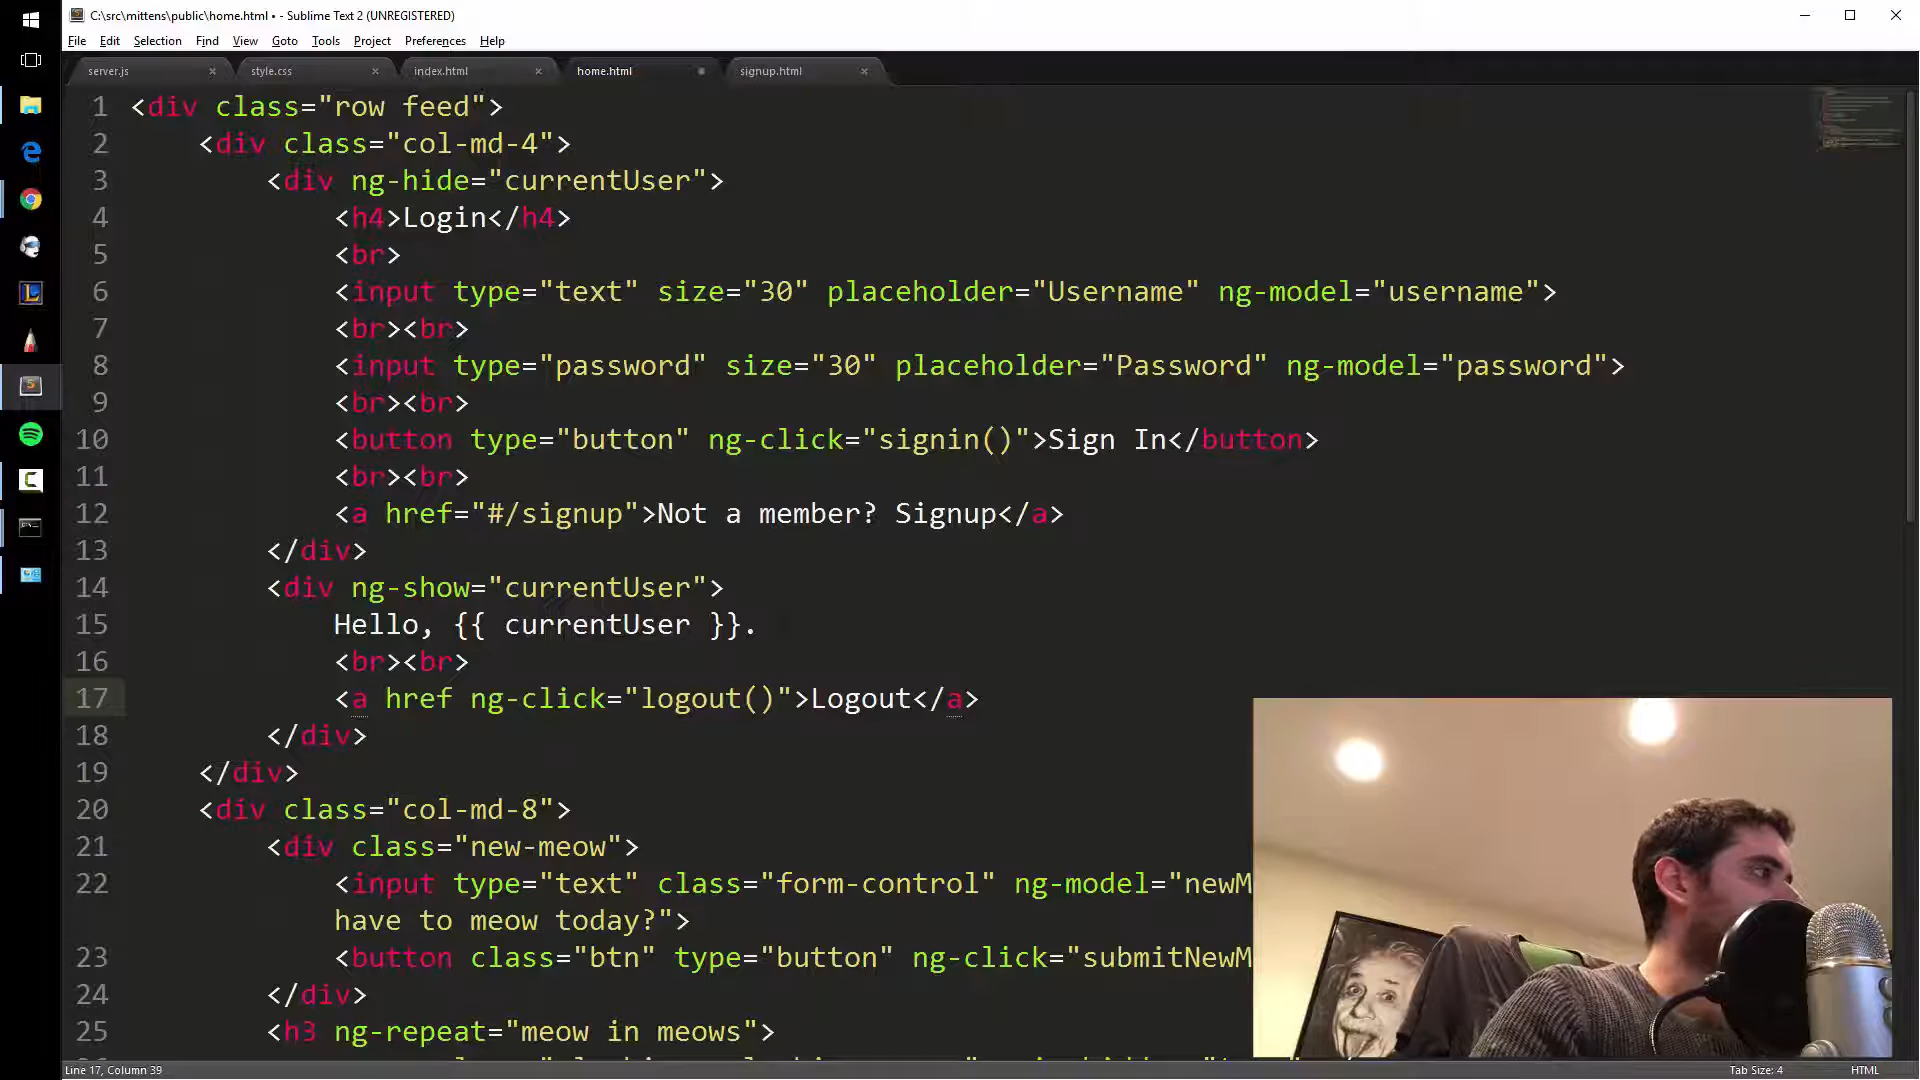 C:\src\mittens\public\home.html • - Sublime Text 2 (UNREGISTERED)
File Edit Selection Find View Goto Tools Project Preferences Help
server.js style.css index.html home.html signup.html
1 <div class="row feed">
2 <div class="col-md-4">
3 <div ng-hide="currentUser">
4 <h4>Login</h4>
5 <br>
6 <input type="text" size="30" placeholder="Username" ng-model="username">
7 <br><br>
8 <input type="password" size="30" placeholder="Password" ng-model="password">
9 <br><br>
10 <button type="button" ng-click="signin()">Sign In</button>
11 <br><br>
12 <a href="#/signup">Not a member? Signup</a>
13 </div>
14 <div ng-show="currentUser">
15 Hello, {{ currentUser }}.
16 <br><br>
17 <a href ng-click="logout()">Logout</a>
18 </div>
19 </div>
20 <div class="col-md-8">
21 <div class="new-meow">
22 <input type="text" class="form-control" ng-model="newM
have to meow today?">
23 <button class="btn" type="button" ng-click="submitNewM
24 </div>
25 <h3 ng-repeat="meow in meows">
Line 17, Column 39 Tab Size: 4 HTML